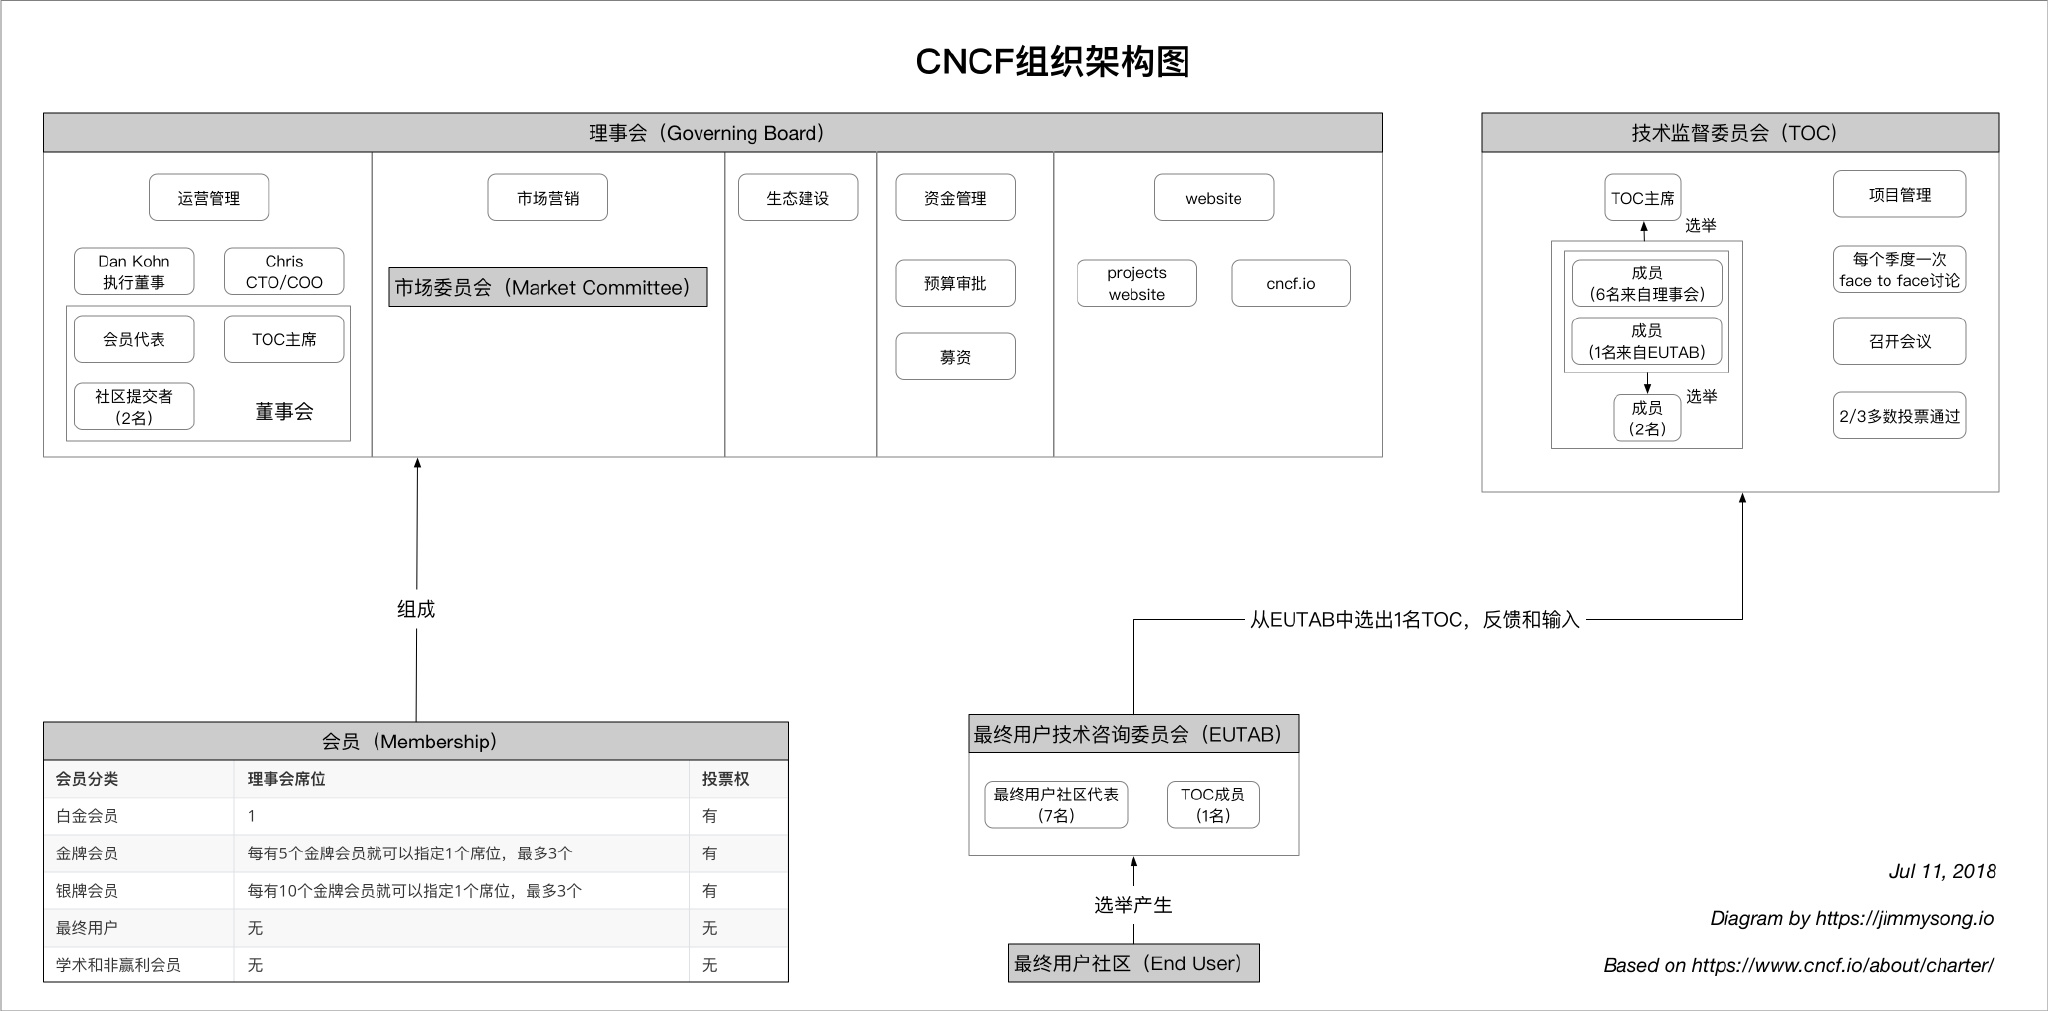 CNCF组织架构图
理事会（Governing Board）
运营管理
Dan Kohn
执行董事
Chris
CTO/COO
会员代表
TOC主席
社区提交者
（2名）
董事会
市场营销
市场委员会（Market Committee）
生态建设
资金管理
预算审批
募资
website
projects
website
cncf.io
技术监督委员会（TOC）
TOC主席
选举
成员
（6名来自理事会）
成员
（1名来自EUTAB）
选举
成员
（2名）
项目管理
每个季度一次
face to face讨论
召开会议
2/3多数投票通过
组成
从EUTAB中选出1名TOC，反馈和输入
会员（Membership）
会员分类 理事会席位 投票权
白金会员 1 有
金牌会员 每有5个金牌会员就可以指定1个席位，最多3个 有
银牌会员 每有10个金牌会员就可以指定1个席位，最多3个 有
最终用户 无 无
学术和非赢利会员 无 无
最终用户技术咨询委员会（EUTAB）
最终用户社区代表
（7名）
TOC成员
（1名）
选举产生
最终用户社区（End User）
Jul 11, 2018
Diagram by https://jimmysong.io
Based on https://www.cncf.io/about/charter/